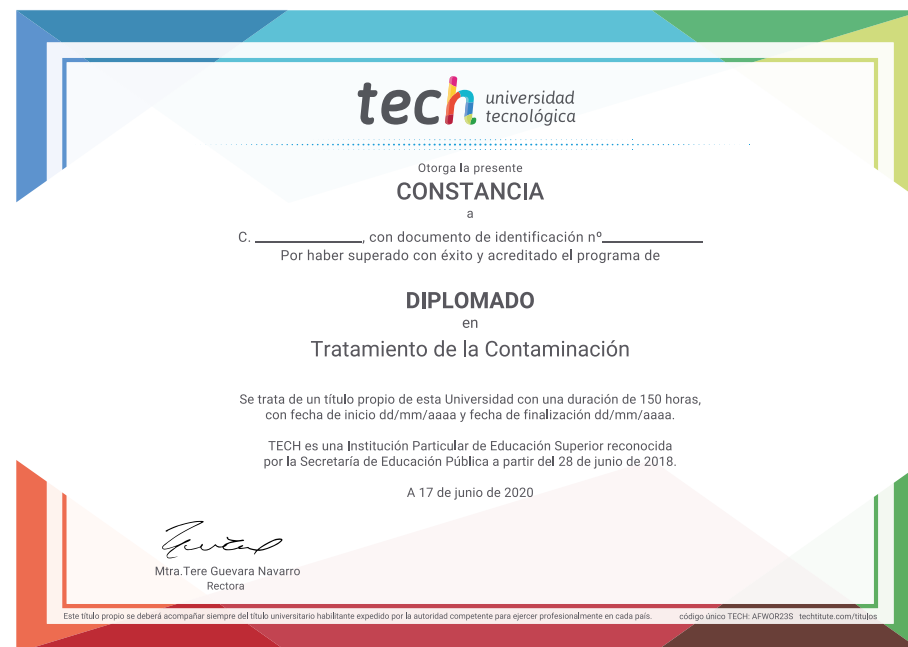 tech universidad
tecnológica
Otorga la presente
CONSTANCIA
a
C. ____________, con documento de identificación nº____________
Por haber superado con éxito y acreditado el programa de
DIPLOMADO
en
Tratamiento de la Contaminación
Se trata de un título propio de esta Universidad con una duración de 150 horas,
con fecha de inicio dd/mm/aaaa y fecha de finalización dd/mm/aaaa.
TECH es una Institución Particular de Educación Superior reconocida
por la Secretaría de Educación Pública a partir del 28 de junio de 2018.
A 17 de junio de 2020
Mtra.Tere Guevara Navarro
Rectora
Este título propio se deberá acompañar siempre del título universitario habilitante expedido por la autoridad competente para ejercer profesionalmente en cada país. código único TECH: AFWOR23S techtitute.com/títulos